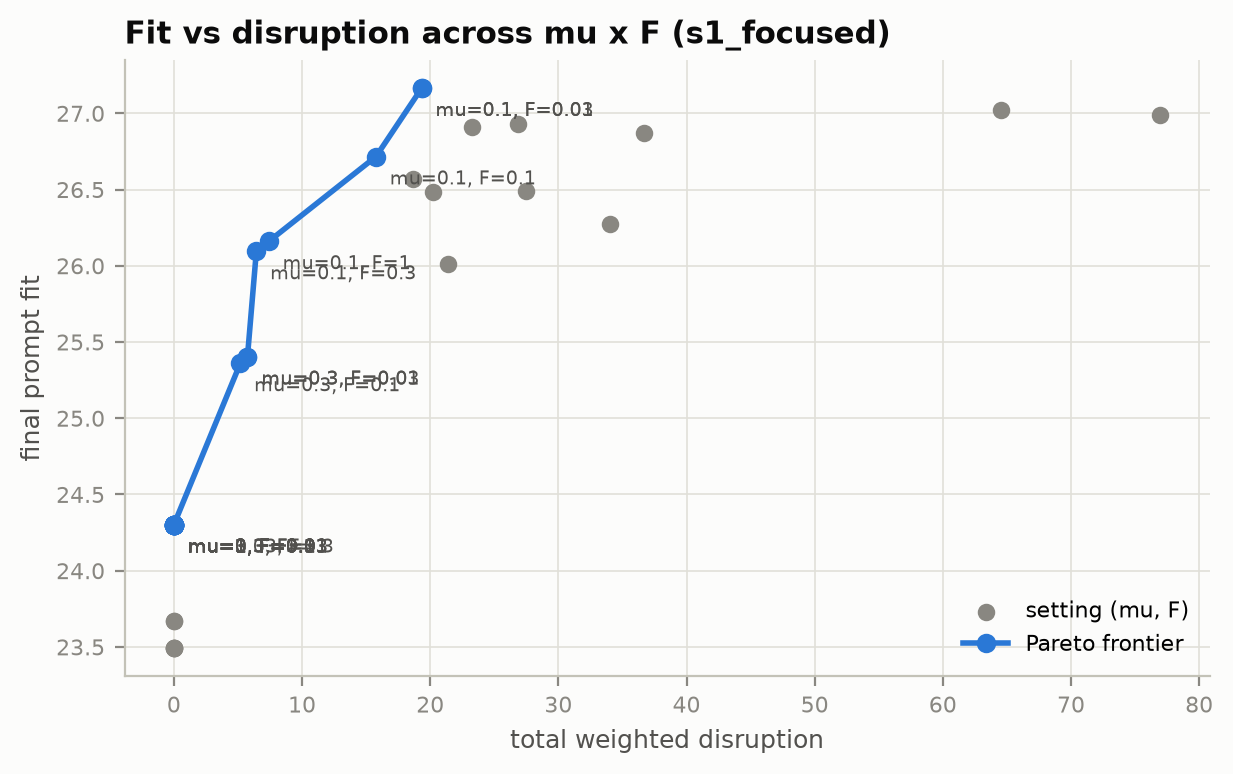 Fit vs disruption across mu x F (s1_focused)
27.0
26.5
26.0
25.5
25.0
24.5
24.0
23.5
final prompt fit
mu=0.1, F=0.1
mu=0.1, F=1
mu=0.1, F=0.3
mu=0.3, F=0.1
setting (mu, F)
Pareto frontier
0 10 20 30 40 50 60 70 80
total weighted disruption